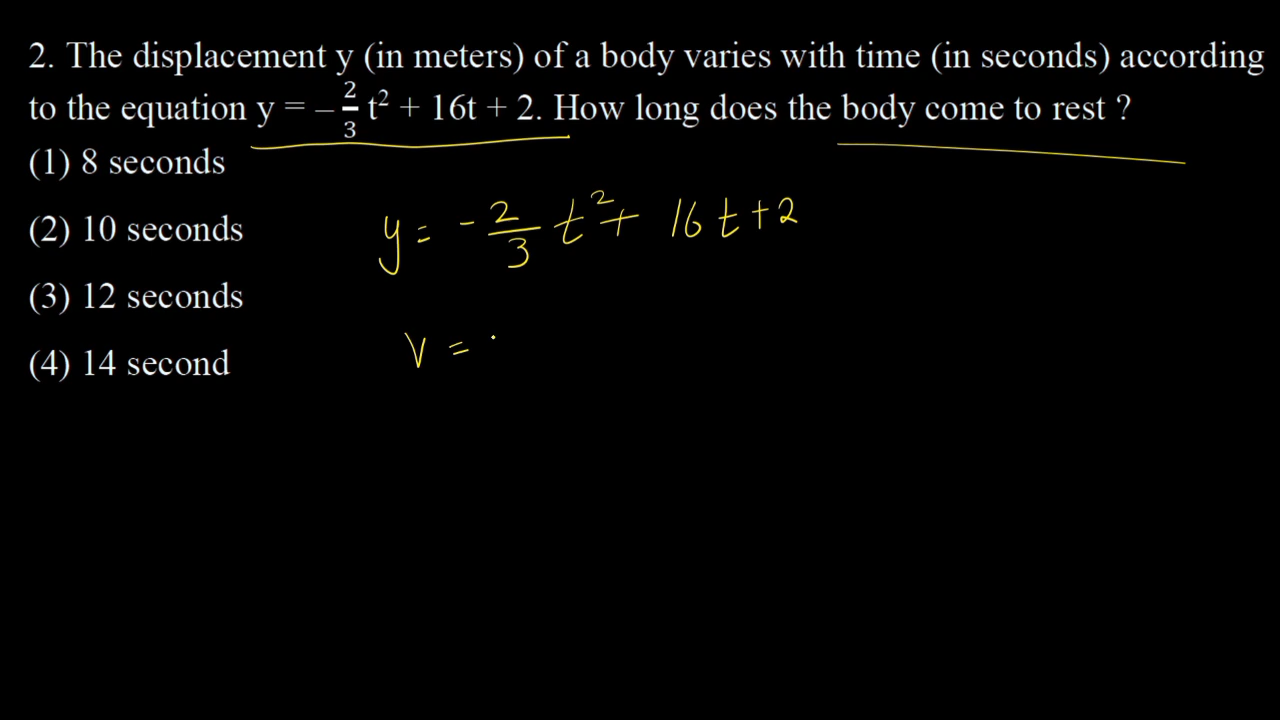 2. The displacement y (in meters) of a body varies with time (in seconds) according
to the equation y = – 2/3 t² + 16t + 2. How long does the body come to rest ?
(1) 8 seconds
(2) 10 seconds
(3) 12 seconds
(4) 14 second
y = - 2/3 t² + 16 t + 2
v =